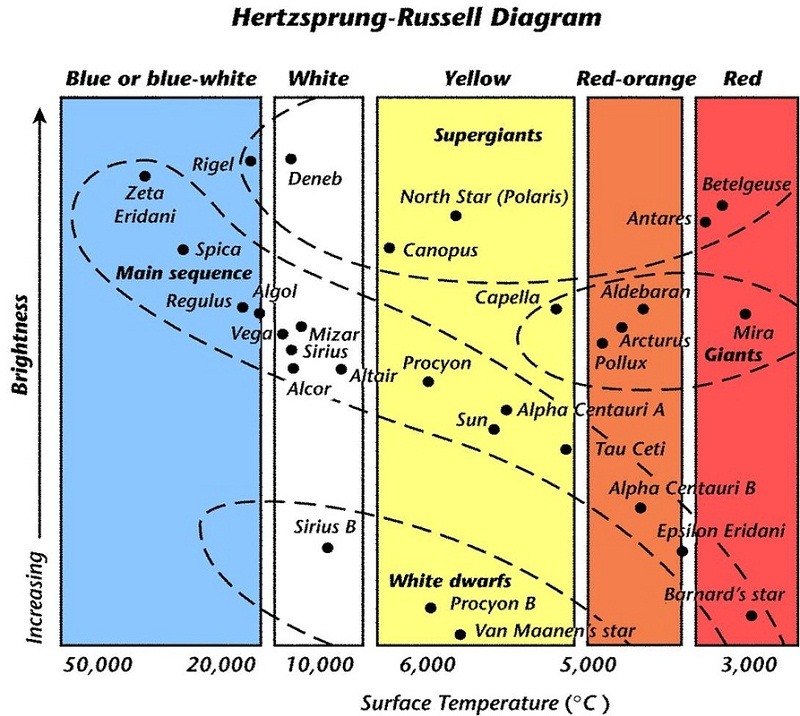 Hertzsprung-Russell Diagram
Blue or blue-white
White
Yellow
Red-orange
Red
Supergiants
Rigel
Deneb
Zeta
Eridani
North Star (Polaris)
Betelgeuse
Antares
Spica
Canopus
Main sequence
Regulus
Algol
Capella
Aldebaran
Vega
Mizar
Arcturus
Mira
Sirius
Pollux
Giants
Alcor
Altair
Procyon
Sun
Alpha Centauri A
Tau Ceti
Alpha Centauri B
Sirius B
Epsilon Eridani
White dwarfs
Procyon B
Barnard's star
Van Maanen's star
Brightness
Increasing
50,000
20,000
10,000
6,000
5,000
3,000
Surface Temperature (°C)